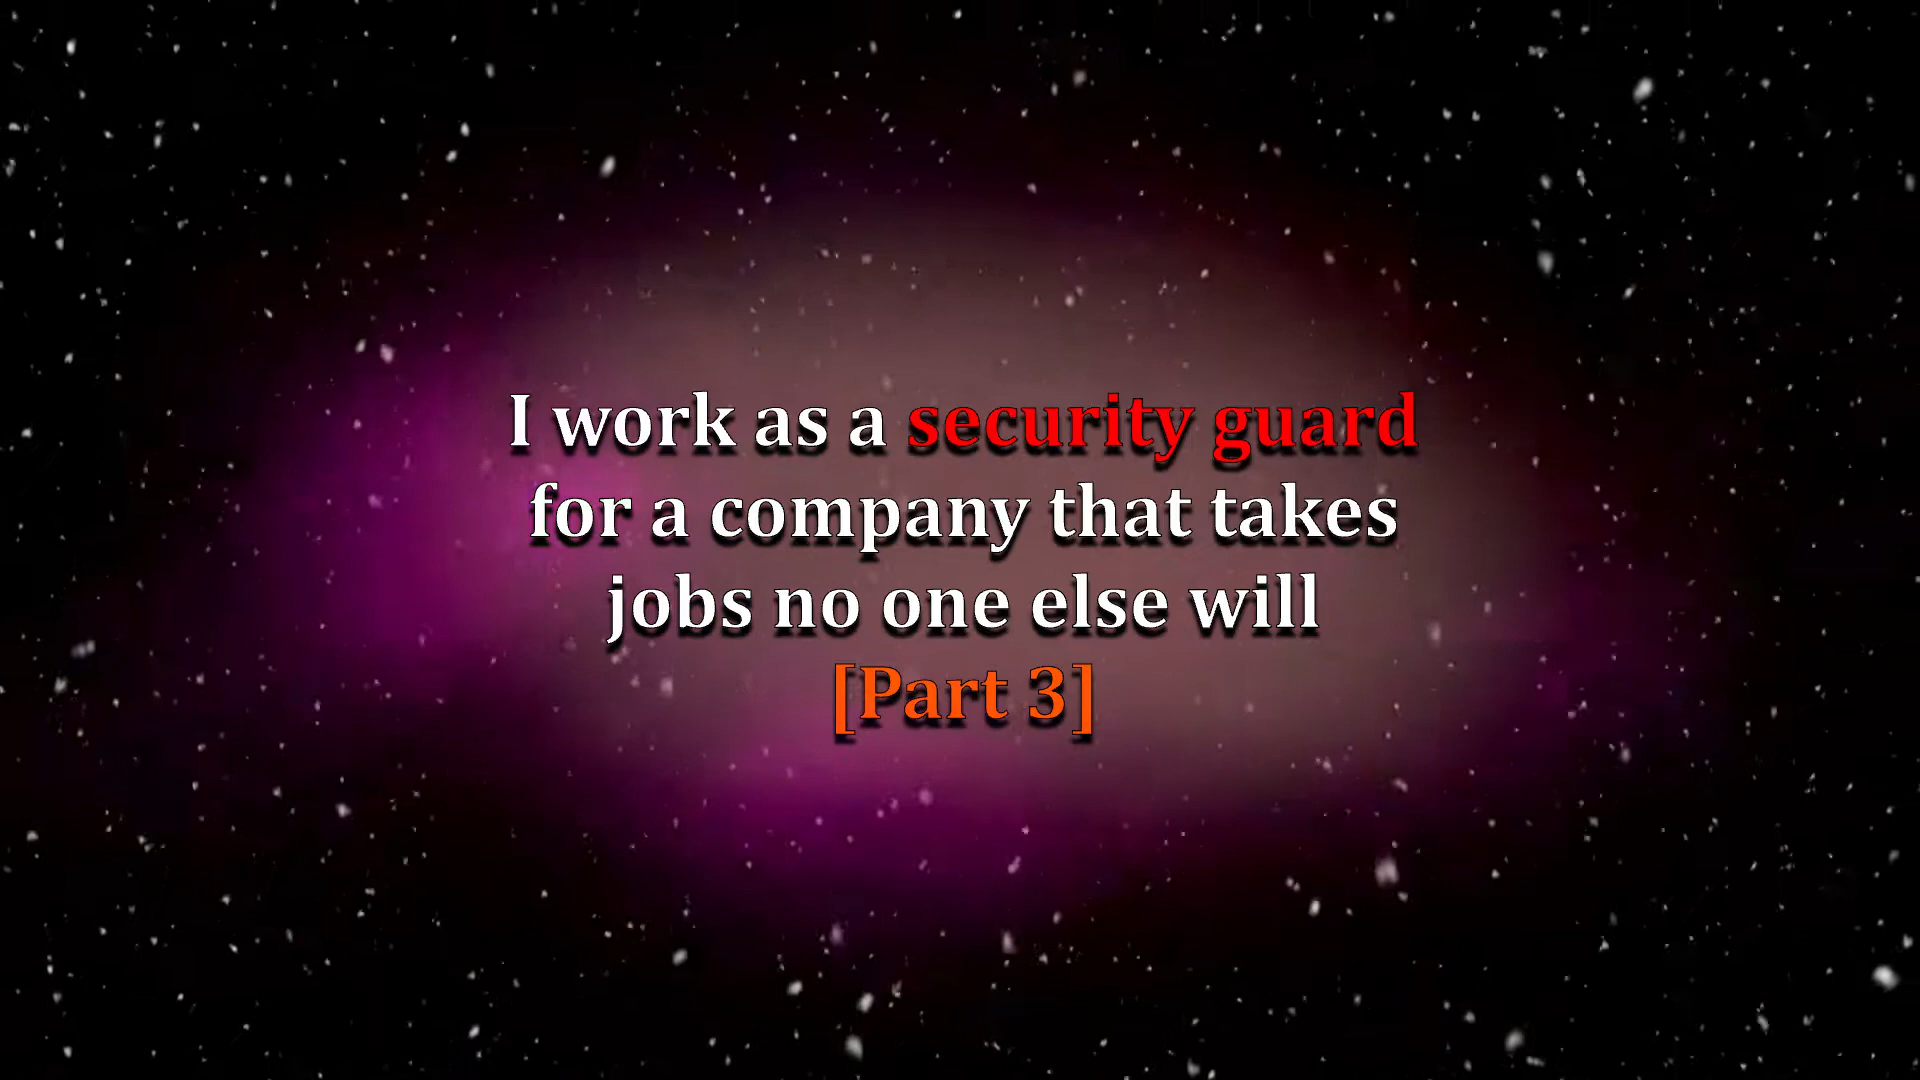 I work as a security guard
for a company that takes
jobs no one else will
[Part 3]